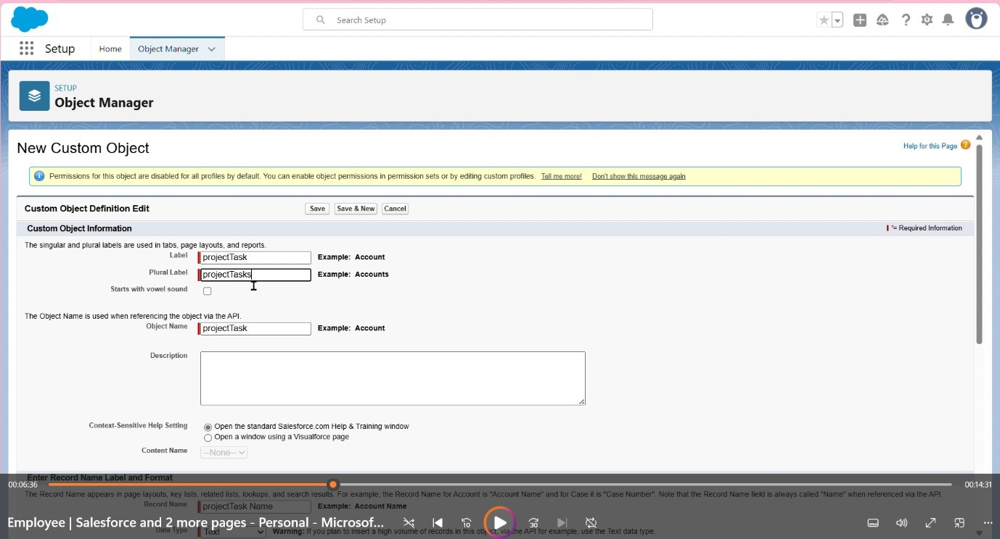 Search Setup
Setup
Home
Object Manager
SETUP
Object Manager
New Custom Object
Help for this Page
Permissions for this object are disabled for all profiles by default. You can enable object permissions in permission sets or by editing custom profiles. Tell me more! Don't show this message again
Custom Object Definition Edit
Save
Save & New
Cancel
Custom Object Information
= Required Information
The singular and plural labels are used in tabs, page layouts, and reports.
Label
projectTask
Example: Account
Plural Label
projectTasks
Example: Accounts
Starts with vowel sound
The Object Name is used when referencing the object via the API.
Object Name
projectTask
Example: Account
Description
Context-Sensitive Help Setting
Open the standard Salesforce.com Help & Training window
Open a window using a Visualforce page
Content Name
--None--
Enter Record Name Label and Format
00:06:36
00:14:31
The Record Name appears in page layouts, key lists, related lists, lookups, and search results. For example, the Record Name for Account is "Account Name" and for Case it is "Case Number". Note that the Record Name field is always called "Name" when referenced via the API.
Record Name
projectTask Name
Example: Account Name
Employee | Salesforce and 2 more pages - Personal - Microsof...
10
30
Data Type
Text
Warning: If you plan to insert a high volume of records in this object, via the API for example, use the Text data type.